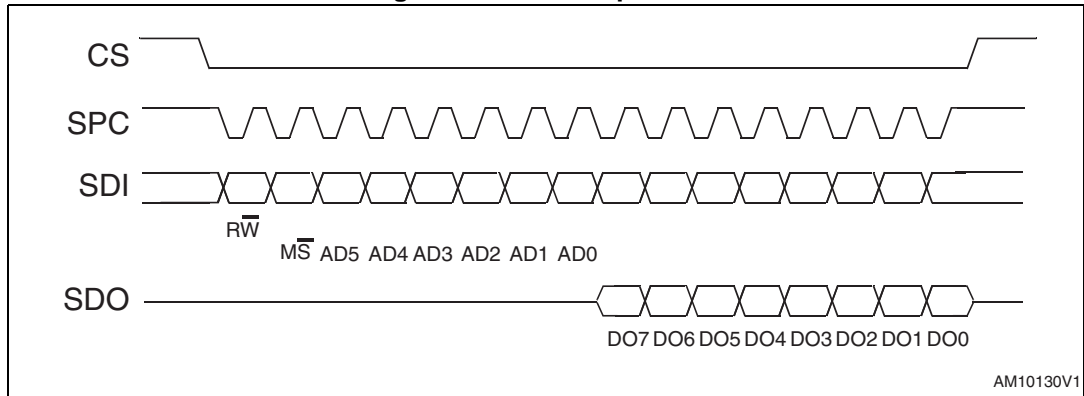 CS
SPC
SDI
RW̅
MS̅ AD5 AD4 AD3 AD2 AD1 AD0
SDO
DO7 DO6 DO5 DO4 DO3 DO2 DO1 DO0
AM10130V1